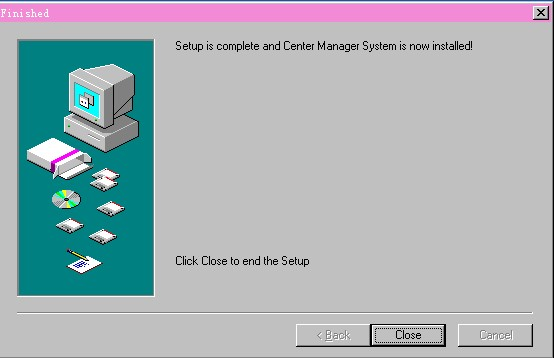 Finished
Setup is complete and Center Manager System is now installed!
Click Close to end the Setup
< Back
Close
Cancel